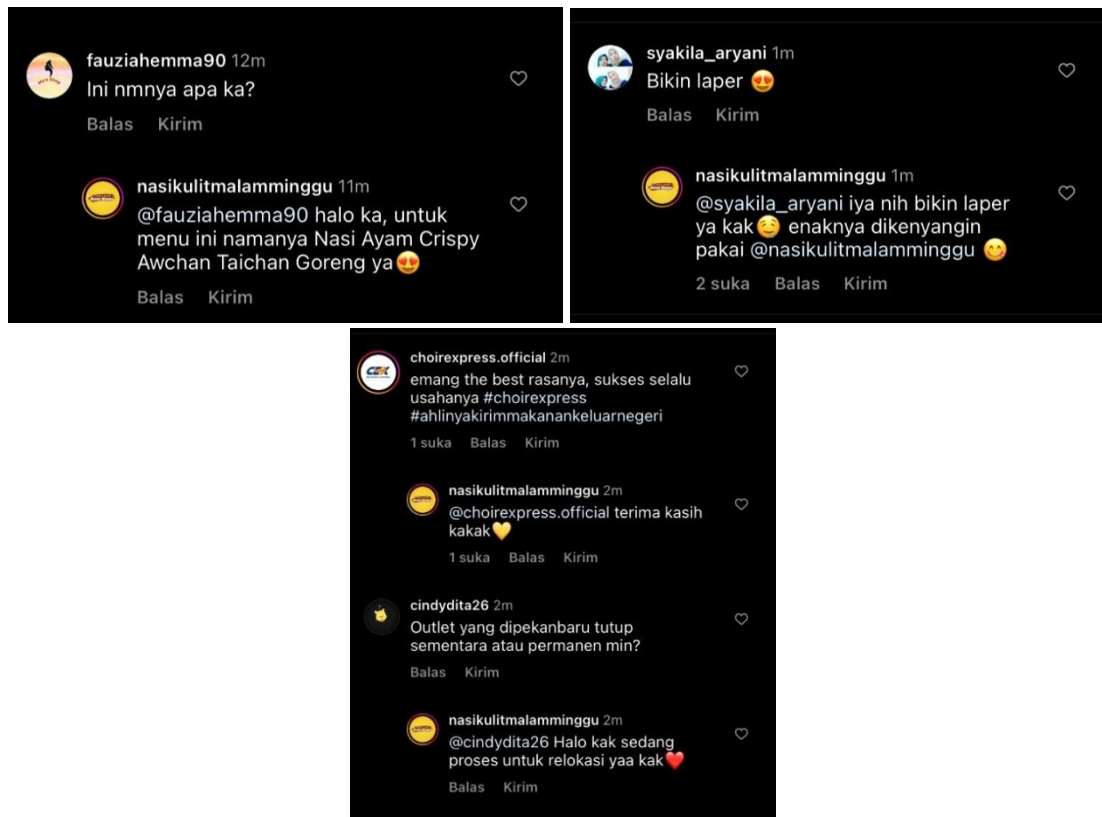 fauziahemma90 12m
Ini nmnya apa ka?
Balas Kirim
nasikulitmalamminggu 11m
@fauziahemma90 halo ka, untuk
menu ini namanya Nasi Ayam Crispy
Awchan Taichan Goreng ya😍
Balas Kirim
syakila_aryani 1m
Bikin laper 😍
Balas Kirim
nasikulitmalamminggu 1m
@syakila_aryani iya nih bikin laper
ya kak🤤 enaknya dikenyangin
pakai @nasikulitmalamminggu 😋
2 suka Balas Kirim
choirexpress.official 2m
emang the best rasanya, sukses selalu
usahanya #choirexpress
#ahlinyakirimmakanankeluarnegeri
1 suka Balas Kirim
nasikulitmalamminggu 2m
@choirexpress.official terima kasih
kakak💛
1 suka Balas Kirim
cindydita26 2m
Outlet yang dipekanbaru tutup
sementara atau permanen min?
Balas Kirim
nasikulitmalamminggu 2m
@cindydita26 Halo kak sedang
proses untuk relokasi yaa kak❤️
Balas Kirim